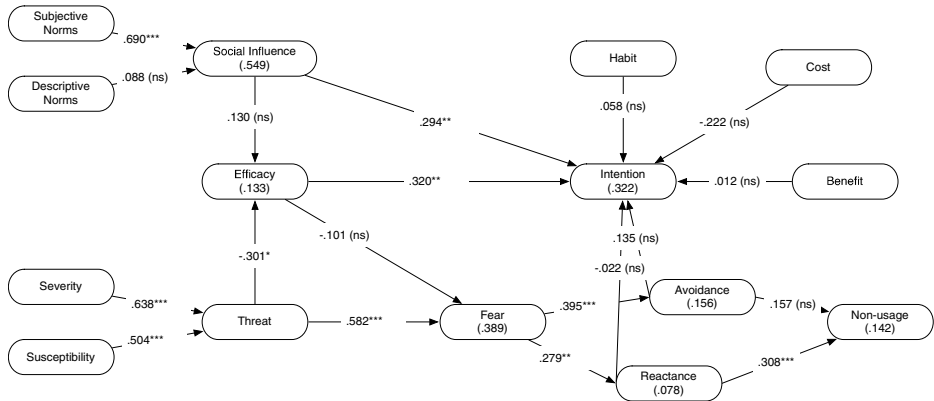 Subjective
Norms
.690***
Social Influence
(.549)
.088 (ns)
Descriptive
Norms
Habit
Cost
.130 (ns)
.294**
.058 (ns)
-.222 (ns)
Efficacy
(.133)
.320**
Intention
(.322)
.012 (ns)
Benefit
-.101 (ns)
.135 (ns)
-.301*
-.022 (ns)
Severity
.638***
Threat
.504***
Susceptibility
.582***
Fear
(.389)
.395***
Avoidance
(.156)
.157 (ns)
Non-usage
(.142)
.279**
Reactance
(.078)
.308***